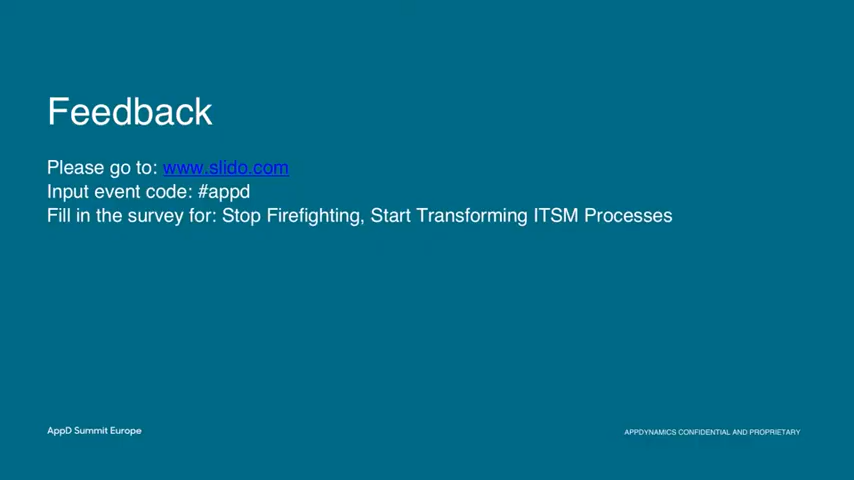 Feedback
Please go to: www.slido.com
Input event code: #appd
Fill in the survey for: Stop Firefighting, Start Transforming ITSM Processes
AppD Summit Europe
APPDYNAMICS CONFIDENTIAL AND PROPRIETARY